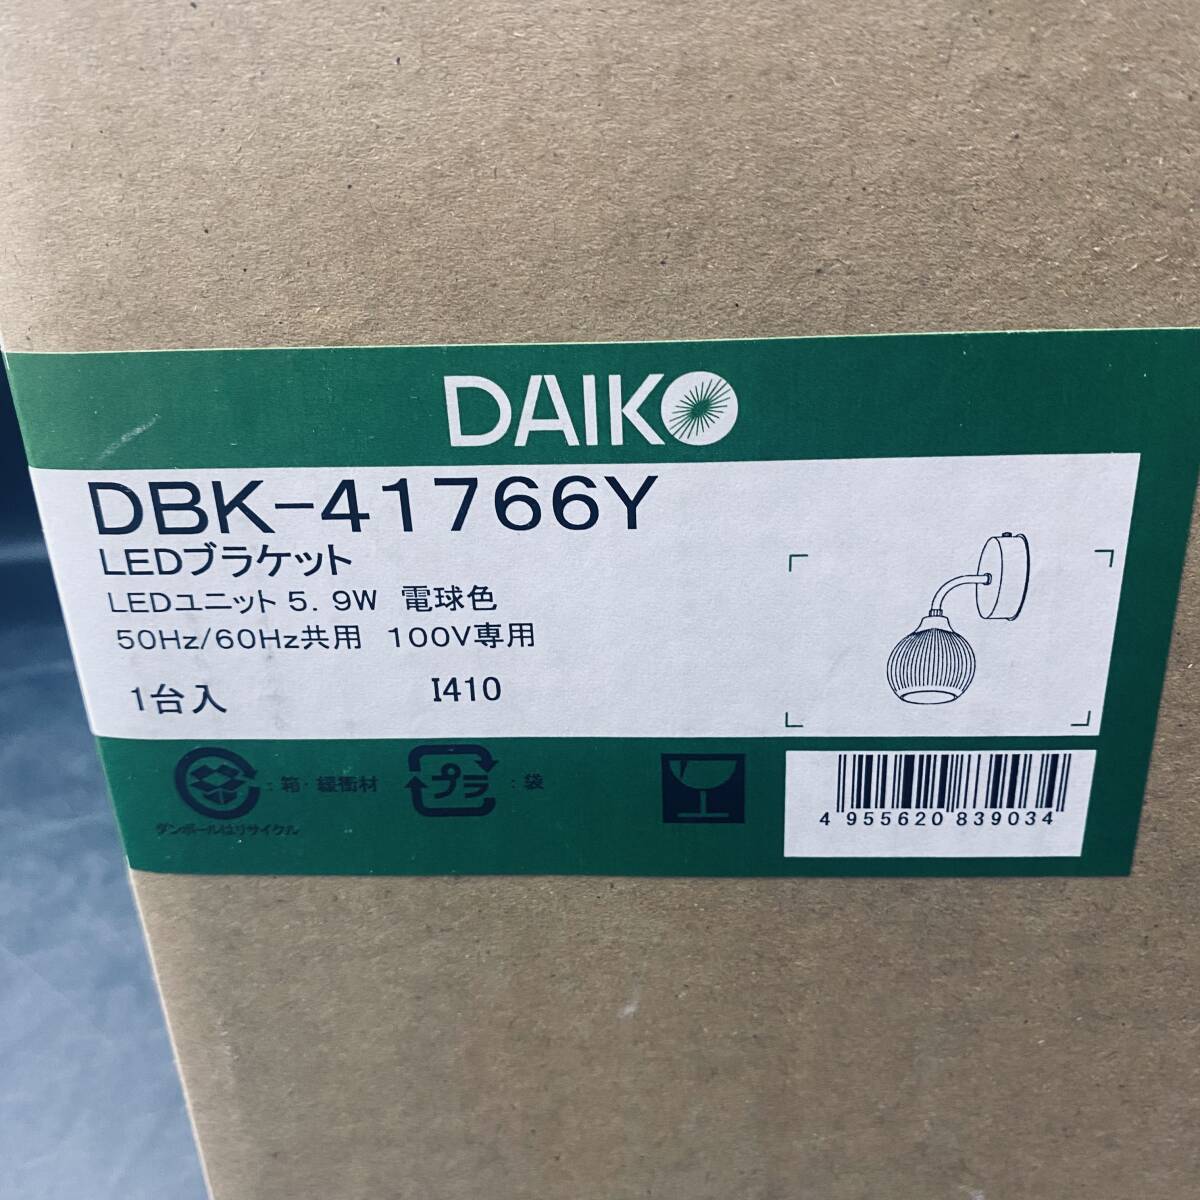 DAIKO
DBK-41766Y
LEDブラケット
LEDユニット 5.9W 電球色
50Hz/60Hz共用 100V専用
1台入 I410
:箱・緩衝材 プラ :袋
ダンボールはリサイクル
4 955620 839034